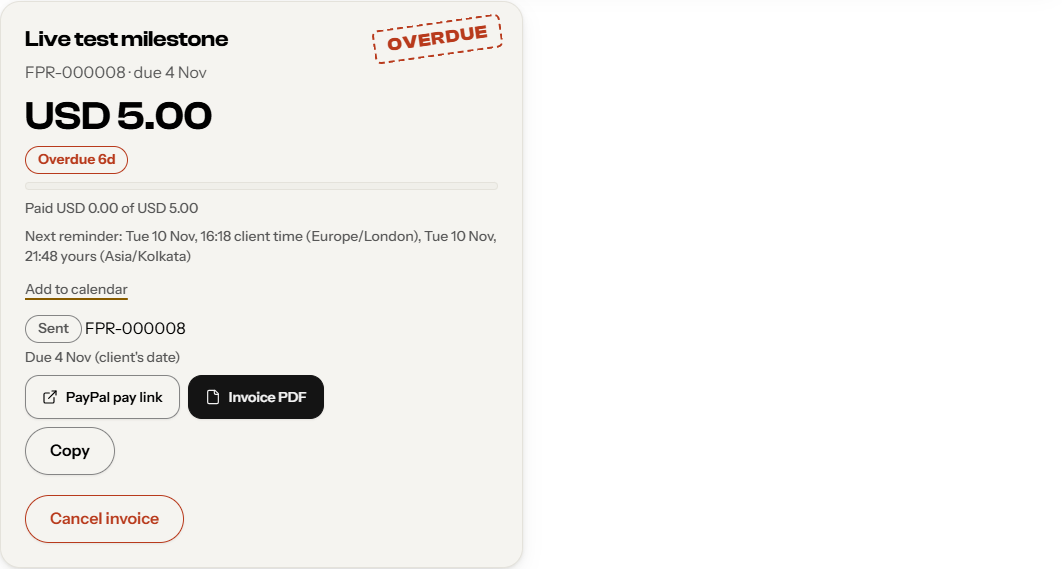 Live test milestone
OVERDUE
FPR-000008 · due 4 Nov
USD 5.00
Overdue 6d
Paid USD 0.00 of USD 5.00
Next reminder: Tue 10 Nov, 16:18 client time (Europe/London), Tue 10 Nov,
21:48 yours (Asia/Kolkata)
Add to calendar
Sent FPR-000008
Due 4 Nov (client's date)
PayPal pay link
Invoice PDF
Copy
Cancel invoice